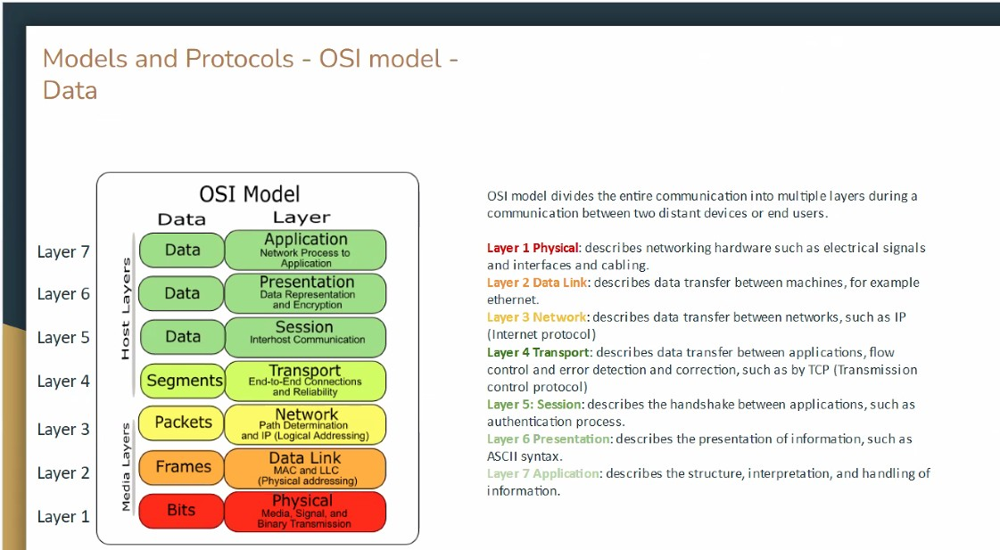 Models and Protocols - OSI model -
Data
OSI Model
Data Layer
Layer 7
Data
Application
Network Process to
Application
Layer 6
Data
Presentation
Data Representation
and Encryption
Layer 5
Data
Session
Interhost Communication
Layer 4
Segments
Transport
End-to-End Connections
and Reliability
Layer 3
Packets
Network
Path Determination
and IP (Logical Addressing)
Layer 2
Frames
Data Link
MAC and LLC
(Physical addressing)
Layer 1
Bits
Physical
Media, Signal, and
Binary Transmission
Host Layers
Media Layers
OSI model divides the entire communication into multiple layers during a
communication between two distant devices or end users.
Layer 1 Physical: describes networking hardware such as electrical signals
and interfaces and cabling.
Layer 2 Data Link: describes data transfer between machines, for example
ethernet.
Layer 3 Network: describes data transfer between networks, such as IP
(Internet protocol)
Layer 4 Transport: describes data transfer between applications, flow
control and error detection and correction, such as by TCP (Transmission
control protocol)
Layer 5: Session: describes the handshake between applications, such as
authentication process.
Layer 6 Presentation: describes the presentation of information, such as
ASCII syntax.
Layer 7 Application: describes the structure, interpretation, and handling of
information.